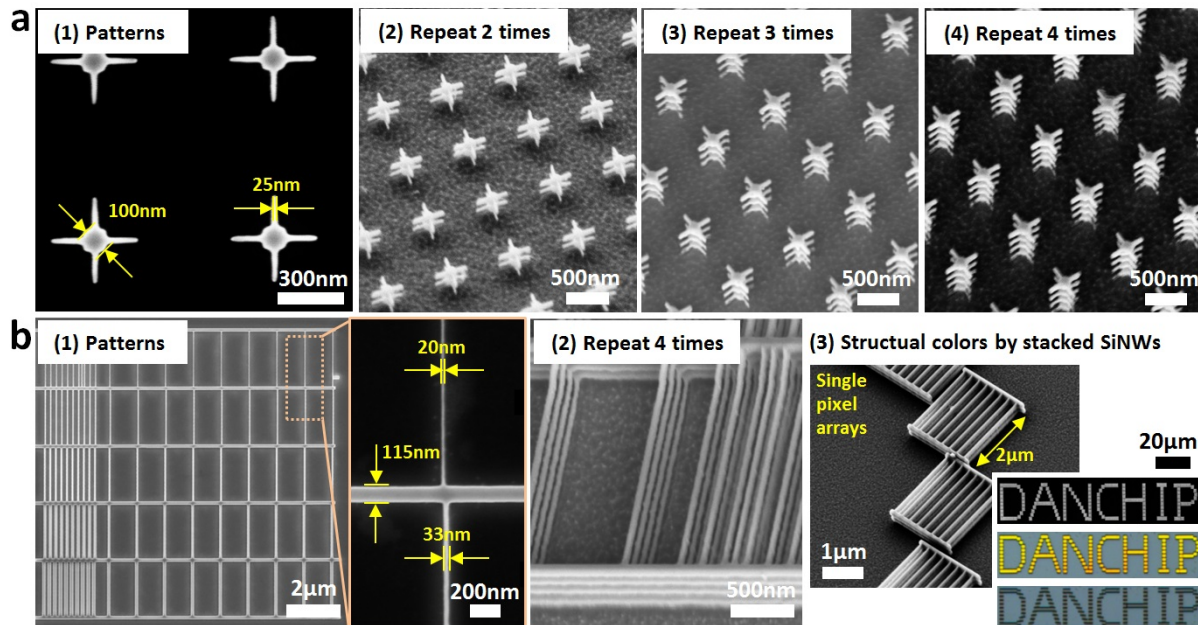 a
(1) Patterns
(2) Repeat 2 times
(3) Repeat 3 times
(4) Repeat 4 times
100nm
25nm
300nm
500nm
500nm
500nm
b
(1) Patterns
20nm
115nm
33nm
2µm
200nm
(2) Repeat 4 times
500nm
(3) Structual colors by stacked SiNWs
Single
pixel
arrays
2µm
20µm
1µm
DANCHIP
DANCHIP
DANCHIP